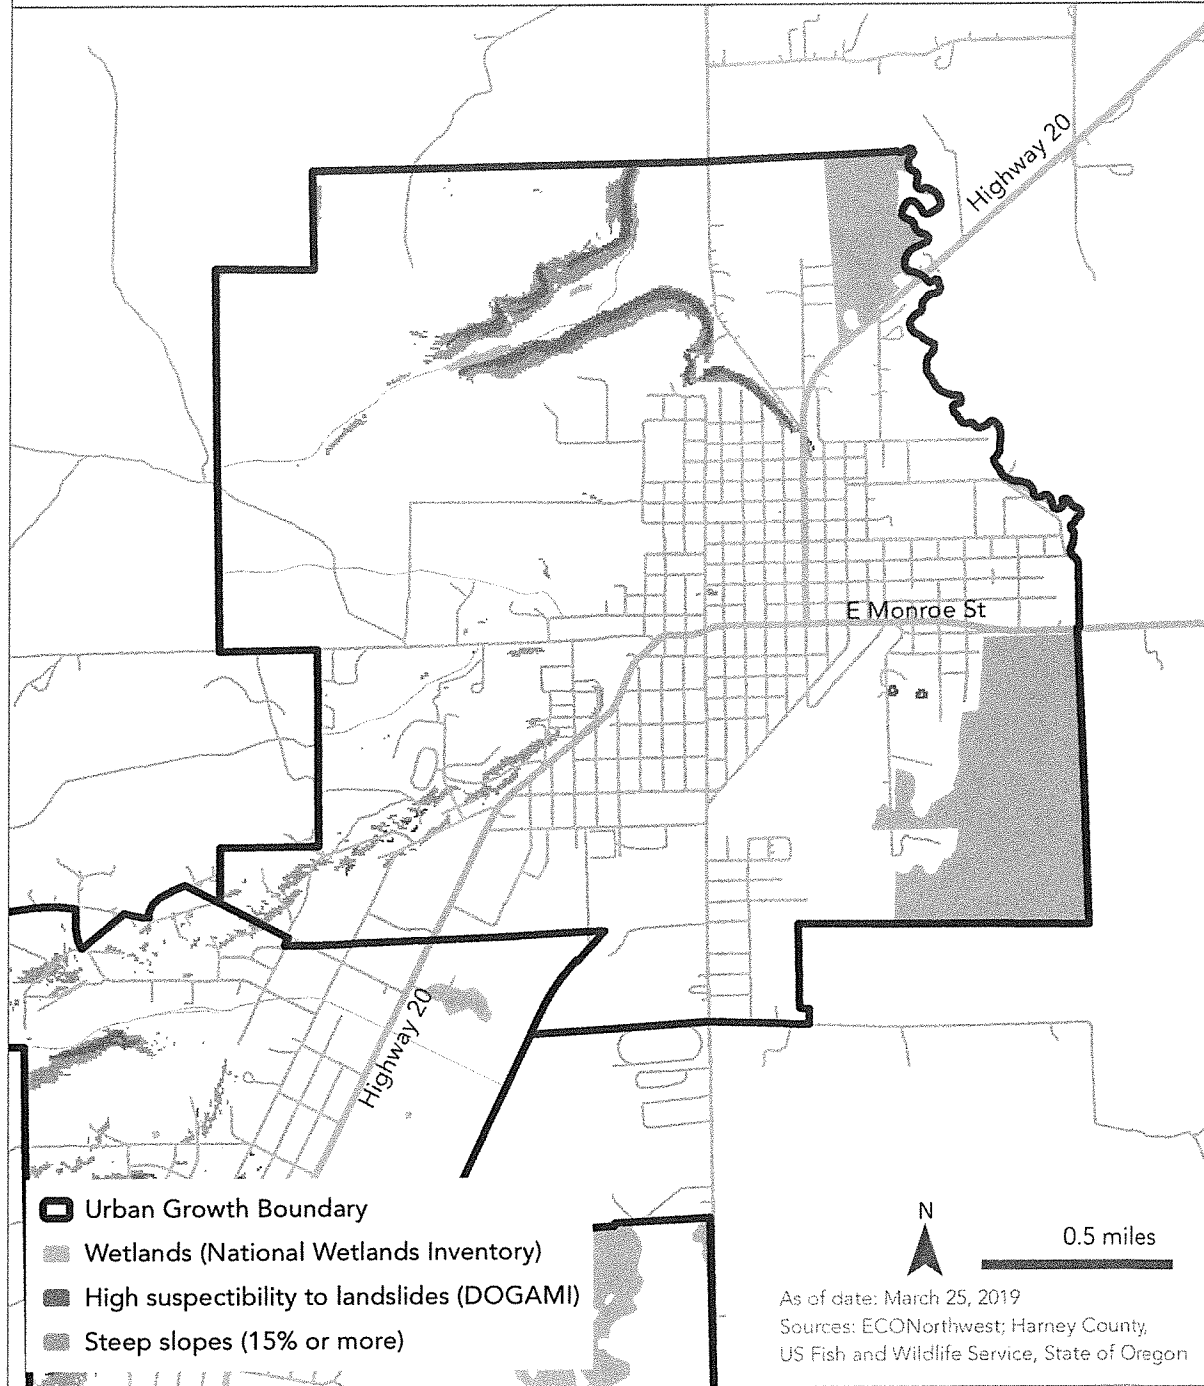 Highway 20
E Monroe St
Highway 20
Urban Growth Boundary
Wetlands (National Wetlands Inventory)
High suspectibility to landslides (DOGAMI)
Steep slopes (15% or more)
N
0.5 miles
As of date: March 25, 2019
Sources: ECONorthwest; Harney County,
US Fish and Wildlife Service, State of Oregon